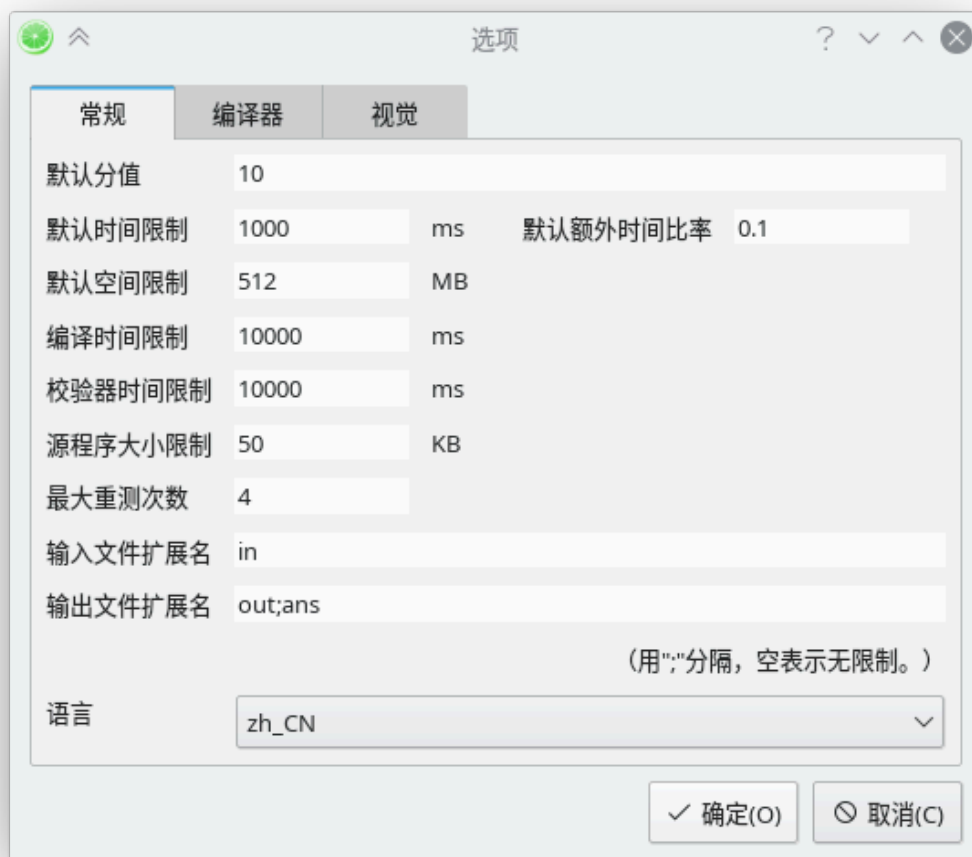 选项
常规 编译器 视觉
默认分值 10
默认时间限制 1000 ms 默认额外时间比率 0.1
默认空间限制 512 MB
编译时间限制 10000 ms
校验器时间限制 10000 ms
源程序大小限制 50 KB
最大重测次数 4
输入文件扩展名 in
输出文件扩展名 out;ans
（用";"分隔，空表示无限制。）
语言 zh_CN
确定(O) 取消(C)